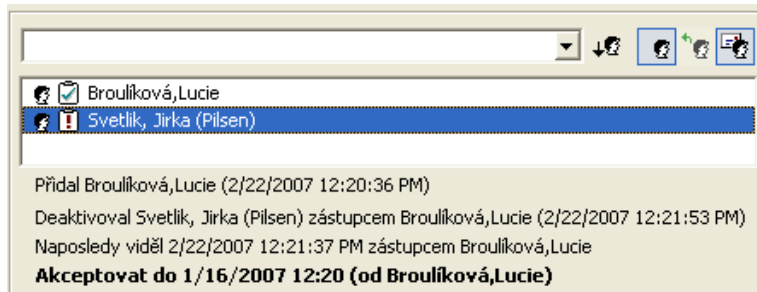 Broulíková,Lucie
Svetlik, Jirka (Pilsen)
Přidal Broulíková,Lucie (2/22/2007 12:20:36 PM)
Deaktivoval Svetlik, Jirka (Pilsen) zástupcem Broulíková,Lucie (2/22/2007 12:21:53 PM)
Naposledy viděl 2/22/2007 12:21:37 PM zástupcem Broulíková,Lucie
Akceptovat do 1/16/2007 12:20 (od Broulíková,Lucie)